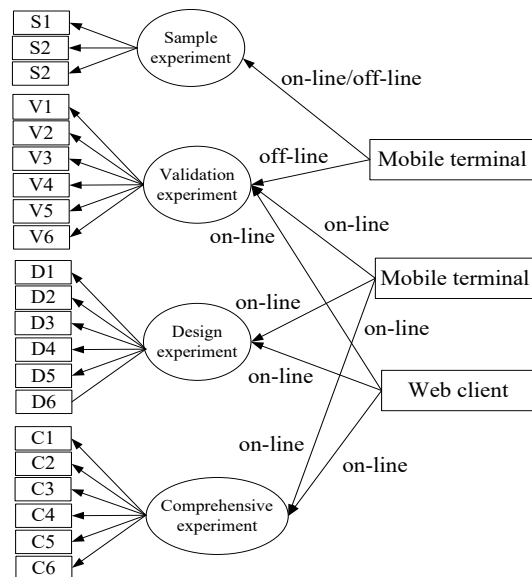 S1
S2
S2
Sample
experiment
on-line/off-line
V1
V2
V3
V4
V5
V6
Validation
experiment
off-line
Mobile terminal
on-line
on-line
D1
D2
D3
D4
D5
D6
Design
experiment
on-line
Mobile terminal
on-line
on-line
Web client
C1
C2
C3
C4
C5
C6
Comprehensive
experiment
on-line
on-line